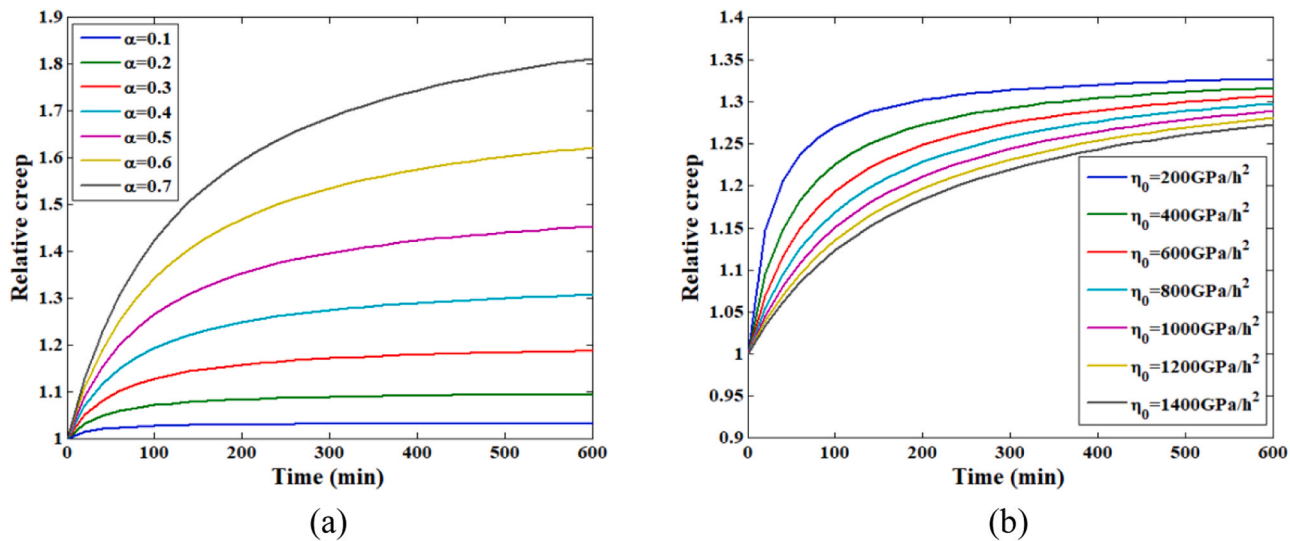 1.9
1.8
1.7
1.6
1.5
1.4
1.3
1.2
1.1
1
Relative creep
α=0.1
α=0.2
α=0.3
α=0.4
α=0.5
α=0.6
α=0.7
0 100 200 300 400 500 600
Time (min)
(a)
1.4
1.35
1.3
1.25
1.2
1.15
1.1
1.05
1
0.95
0.9
Relative creep
η₀=200GPa/h²
η₀=400GPa/h²
η₀=600GPa/h²
η₀=800GPa/h²
η₀=1000GPa/h²
η₀=1200GPa/h²
η₀=1400GPa/h²
0 100 200 300 400 500 600
Time (min)
(b)